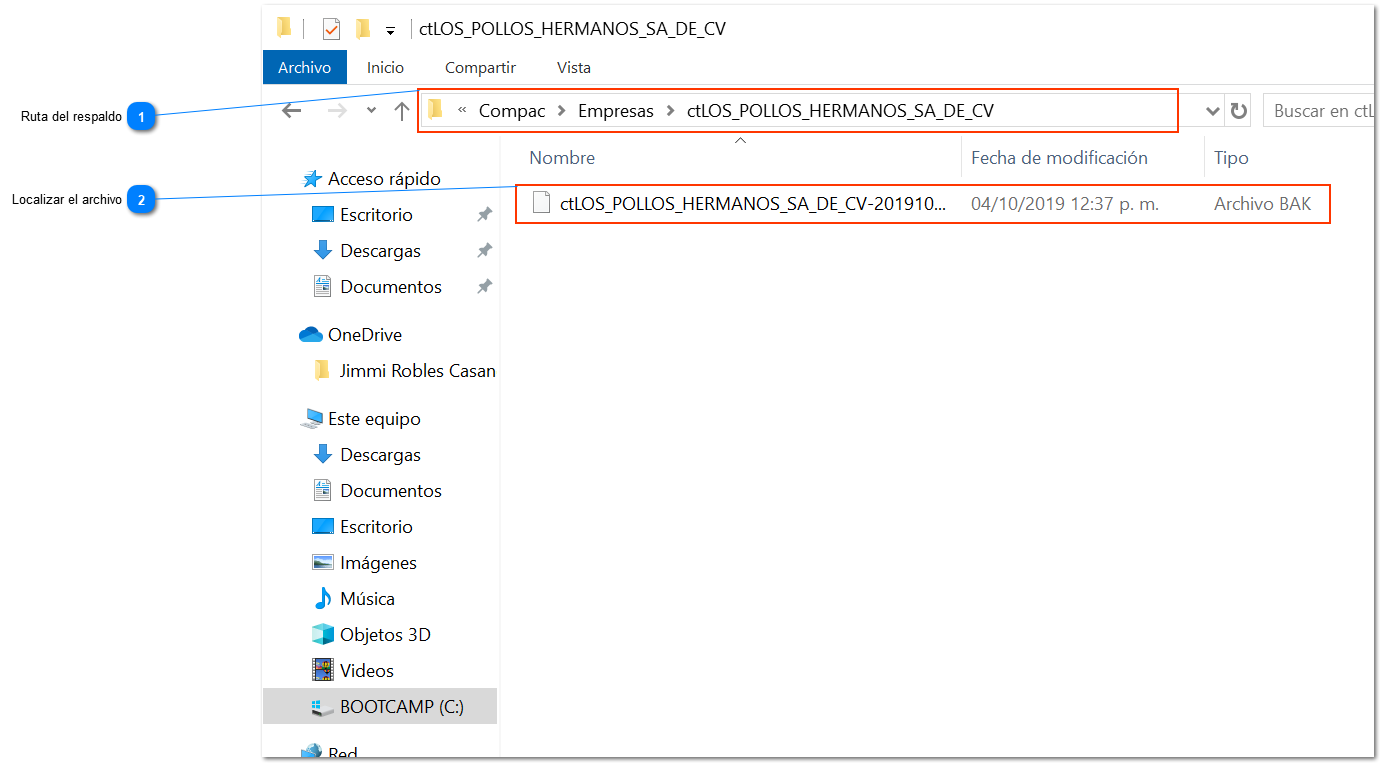 ctLOS_POLLOS_HERMANOS_SA_DE_CV
Archivo Inicio Compartir Vista
Ruta del respaldo 1
« Compac > Empresas > ctLOS_POLLOS_HERMANOS_SA_DE_CV
Buscar en ctL
Nombre Fecha de modificación Tipo
Localizar el archivo 2
ctLOS_POLLOS_HERMANOS_SA_DE_CV-201910... 04/10/2019 12:37 p. m. Archivo BAK
Acceso rápido
Escritorio
Descargas
Documentos
OneDrive
Jimmi Robles Casan
Este equipo
Descargas
Documentos
Escritorio
Imágenes
Música
Objetos 3D
Videos
BOOTCAMP (C:)
Red